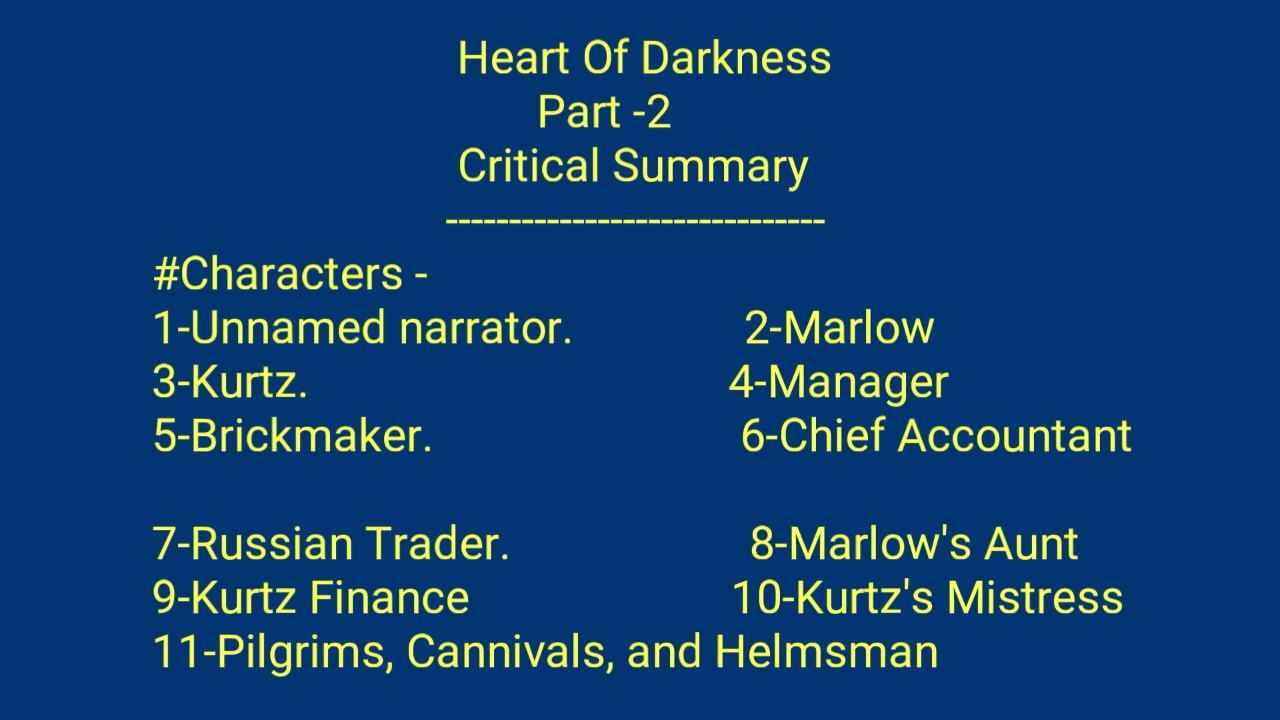 Heart Of Darkness
Part -2
Critical Summary
------------------------------
#Characters -
1-Unnamed narrator. 2-Marlow
3-Kurtz. 4-Manager
5-Brickmaker. 6-Chief Accountant
7-Russian Trader. 8-Marlow's Aunt
9-Kurtz Finance 10-Kurtz's Mistress
11-Pilgrims, Cannivals, and Helmsman